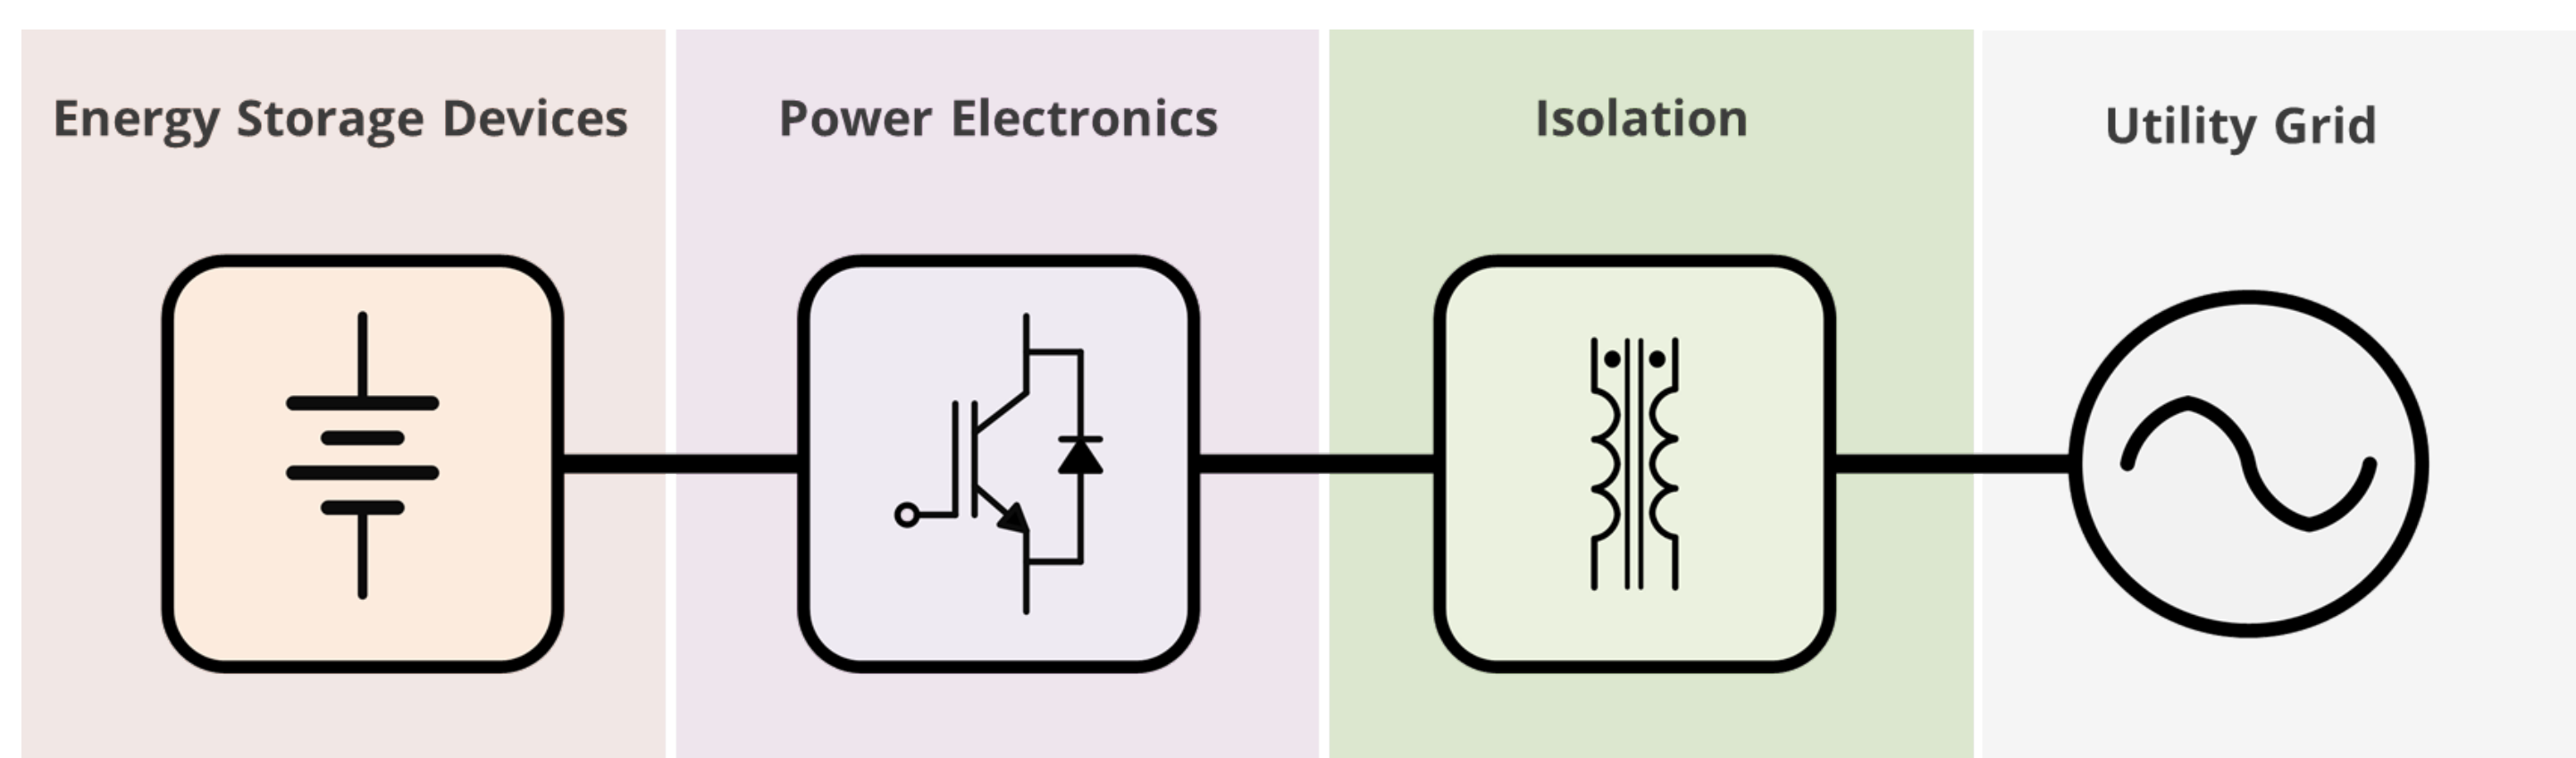 Energy Storage Devices
Power Electronics
Isolation
Utility Grid